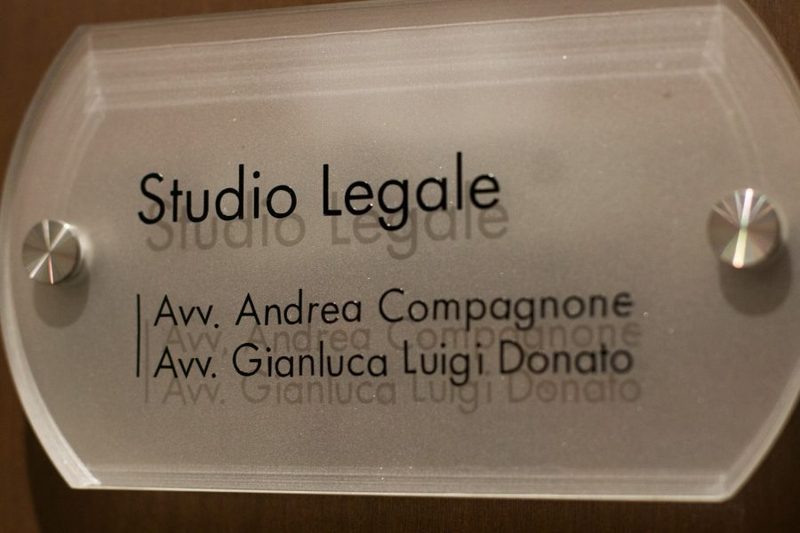 Studio Legale
Avv. Andrea Compagnone
Avv. Gianluca Luigi Donato